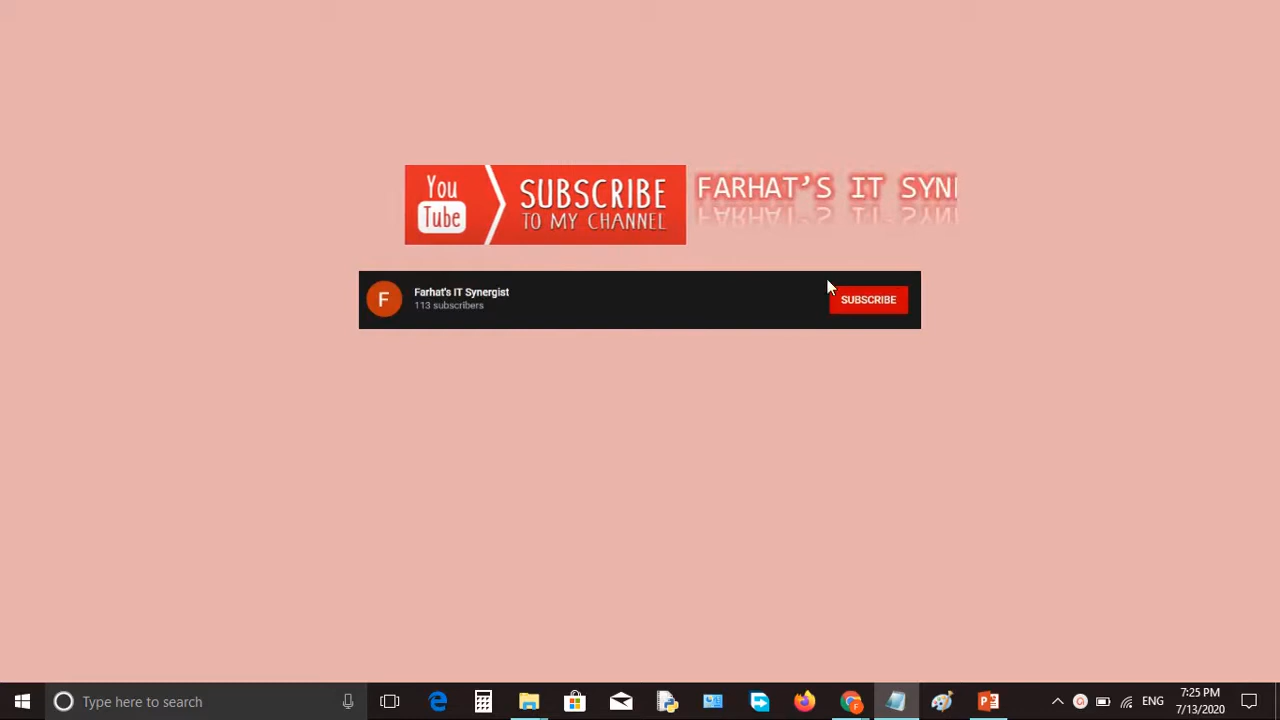 You
Tube
SUBSCRIBE
TO MY CHANNEL
FARHAT’S IT SYN
Farhat's IT Synergist
113 subscribers
SUBSCRIBE
Type here to search
ENG
7:25 PM
7/13/2020